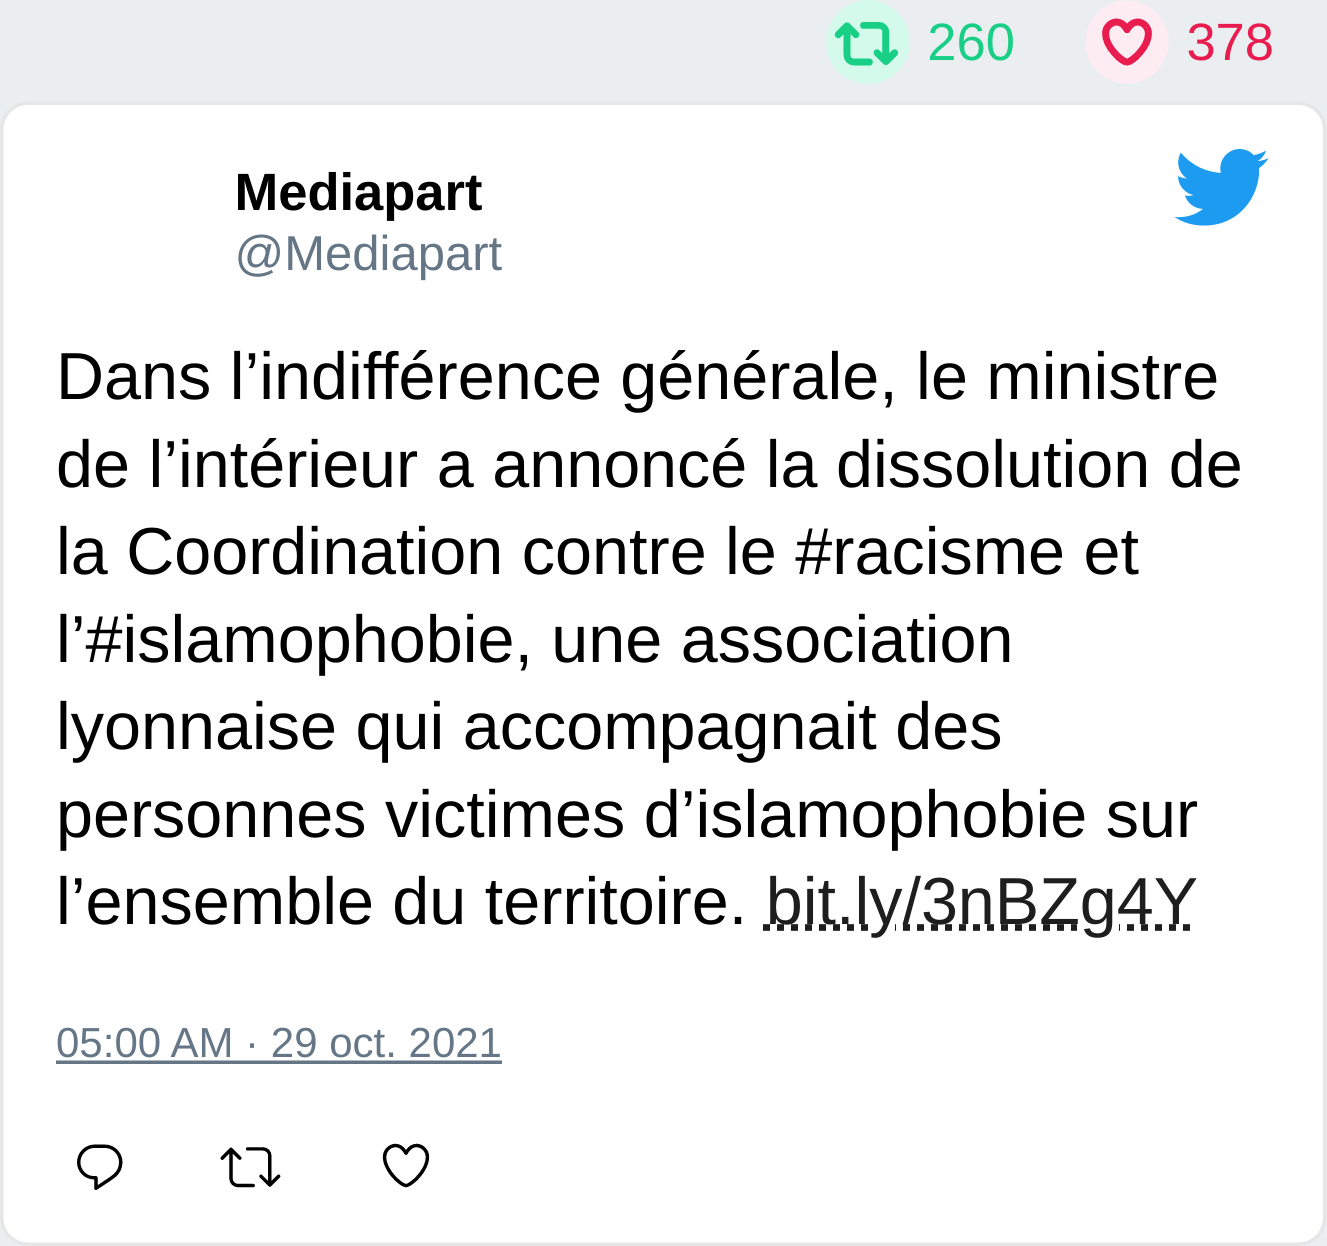 260 378
Mediapart
@Mediapart
Dans l’indifférence générale, le ministre
de l’intérieur a annoncé la dissolution de
la Coordination contre le #racisme et
l’#islamophobie, une association
lyonnaise qui accompagnait des
personnes victimes d’islamophobie sur
l’ensemble du territoire. bit.ly/3nBZg4Y
05:00 AM · 29 oct. 2021